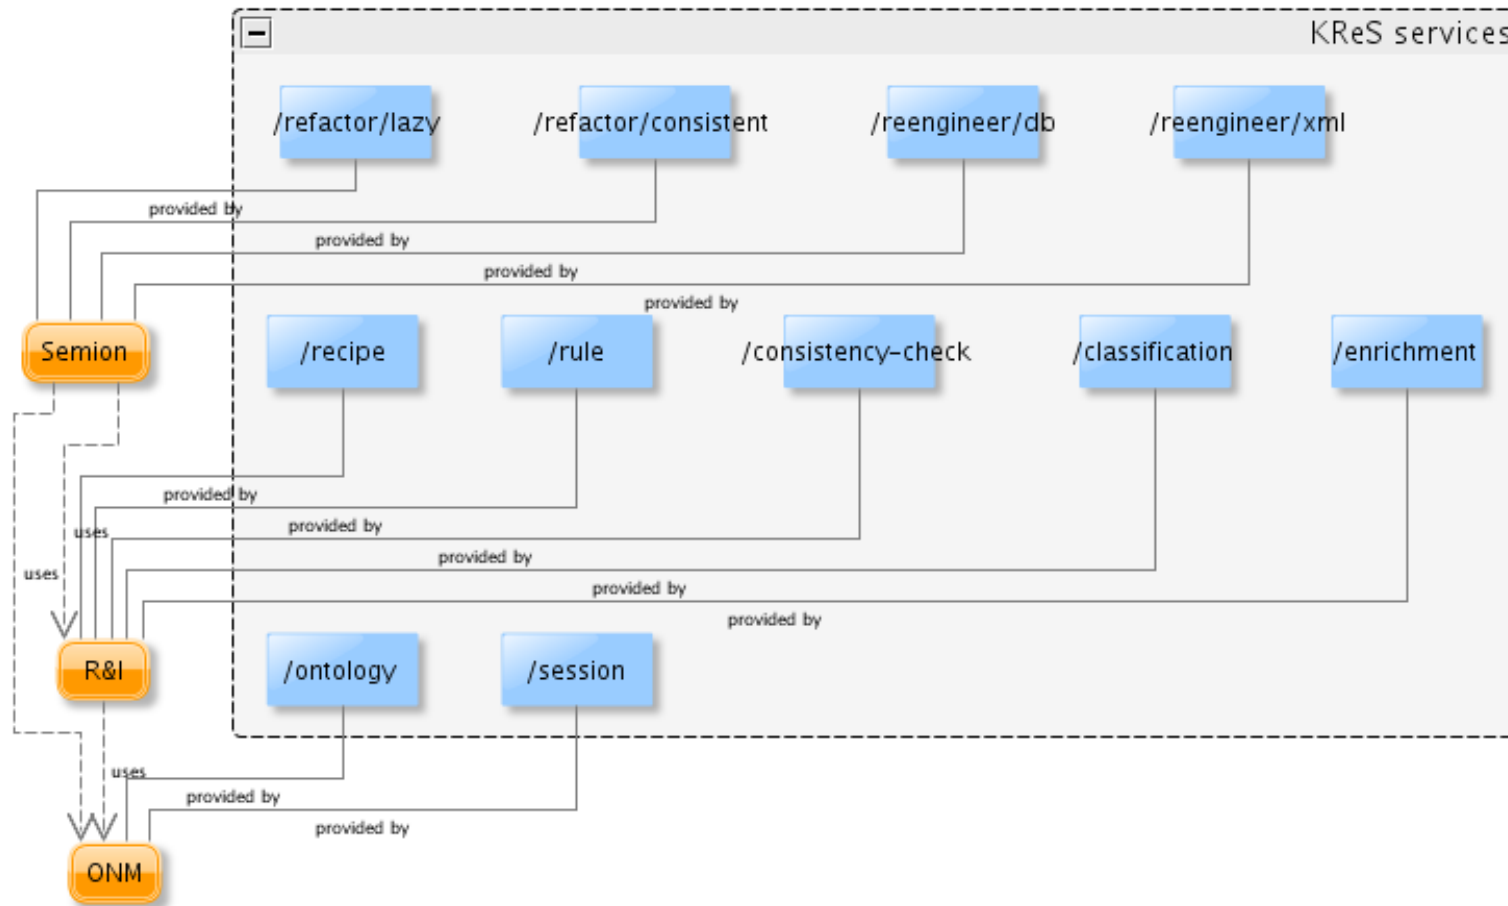 KReS services
/refactor/lazy
/refactor/consistent
/reengineer/db
/reengineer/xml
provided by
provided by
provided by
provided by
Semion
/recipe
/rule
/consistency-check
/classification
/enrichment
provided by
provided by
provided by
provided by
provided by
uses
uses
R&I
/ontology
/session
uses
provided by
provided by
ONM